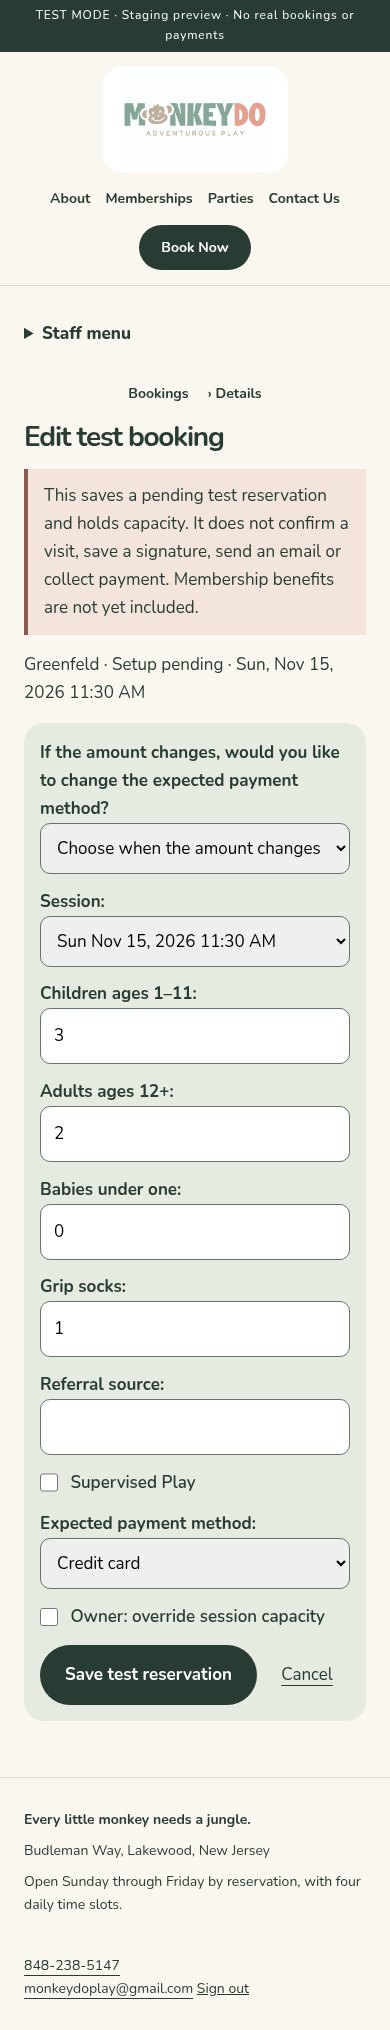 TEST MODE · Staging preview · No real bookings or
payments
MONKEYDO
ADVENTUROUS PLAY
About Memberships Parties Contact Us
Book Now
▶ Staff menu
Bookings › Details
Edit test booking
This saves a pending test reservation
and holds capacity. It does not confirm a
visit, save a signature, send an email or
collect payment. Membership benefits
are not yet included.
Greenfeld · Setup pending · Sun, Nov 15,
2026 11:30 AM
If the amount changes, would you like
to change the expected payment
method?
Choose when the amount changes
Session:
Sun Nov 15, 2026 11:30 AM
Children ages 1–11:
3
Adults ages 12+:
2
Babies under one:
0
Grip socks:
1
Referral source:
Supervised Play
Expected payment method:
Credit card
Owner: override session capacity
Save test reservation Cancel
Every little monkey needs a jungle.
Budleman Way, Lakewood, New Jersey
Open Sunday through Friday by reservation, with four
daily time slots.
848-238-5147
monkeydoplay@gmail.com Sign out